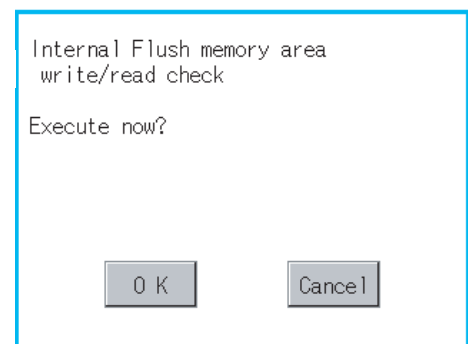 Internal Flush memory area
write/read check
Execute now?
O K
Cancel